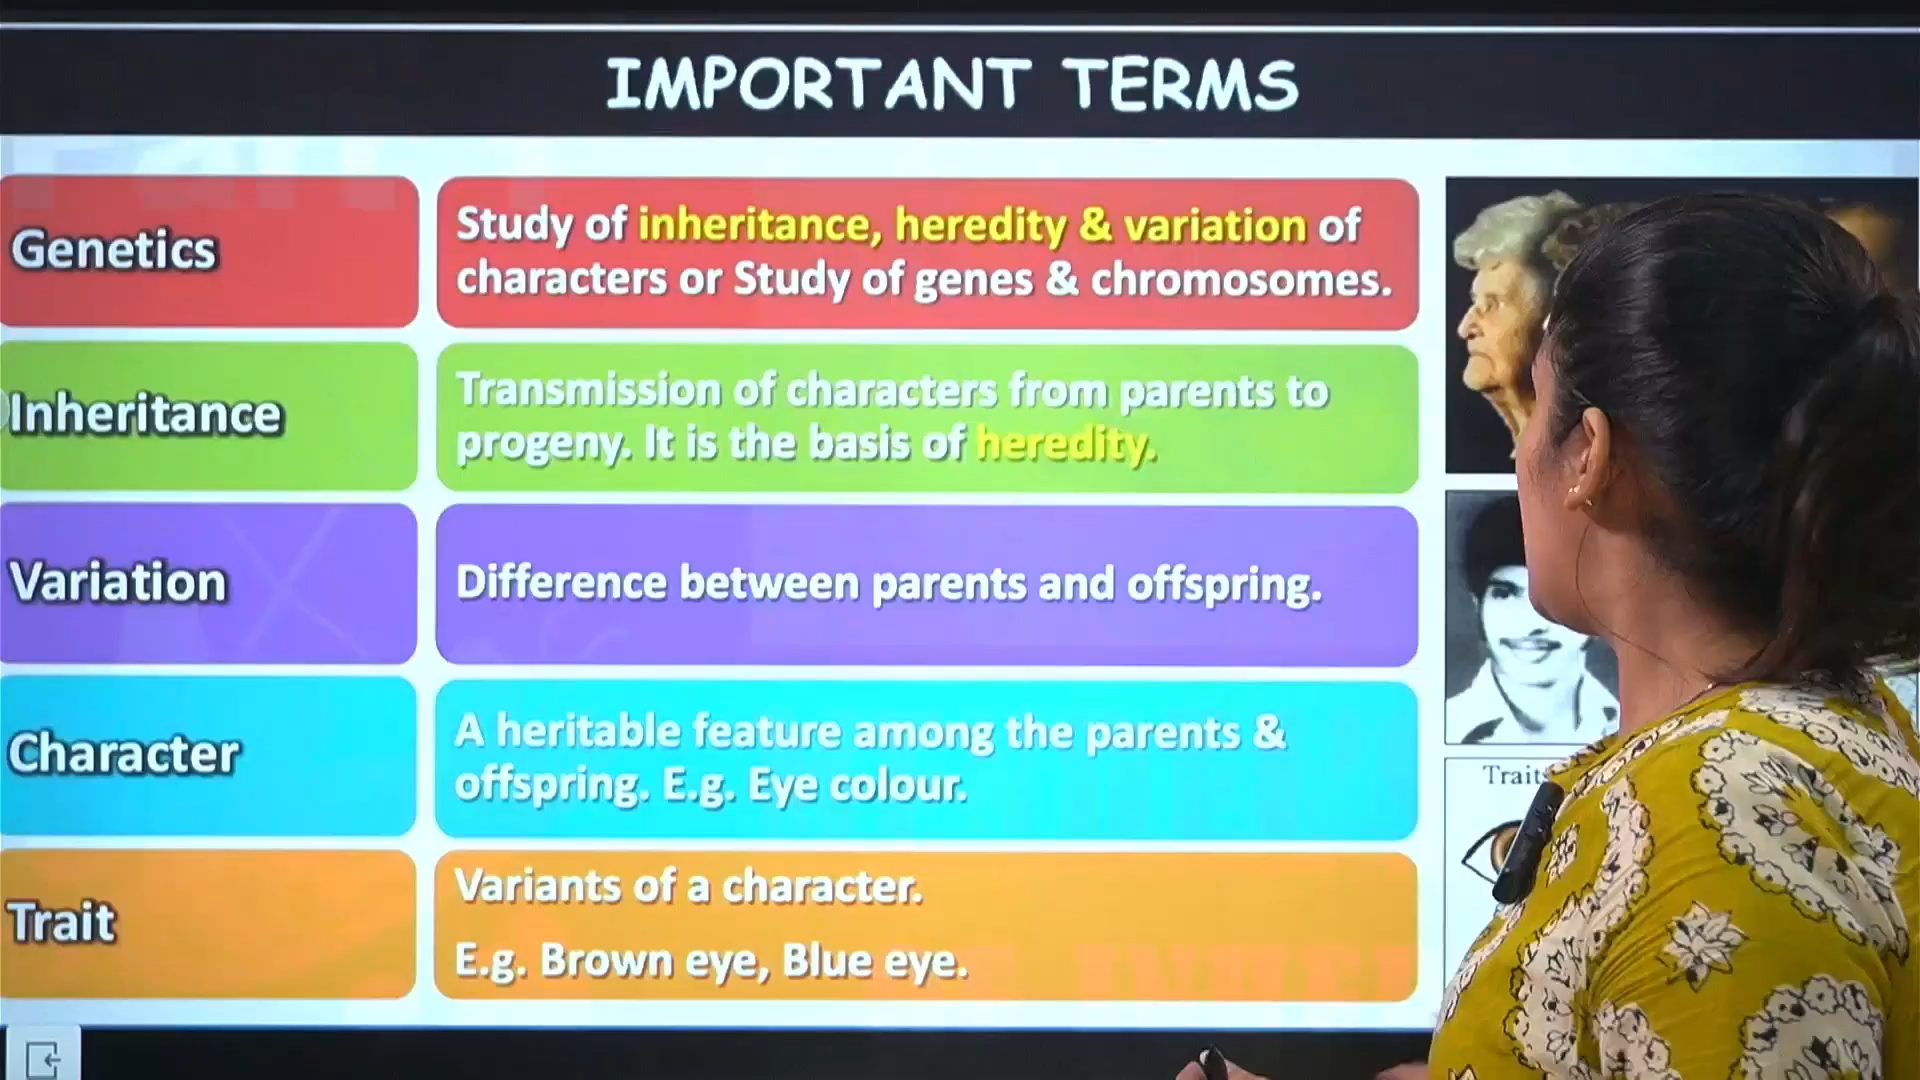 IMPORTANT TERMS
Genetics
Study of inheritance, heredity & variation of
characters or Study of genes & chromosomes.
Inheritance
Transmission of characters from parents to
progeny. It is the basis of heredity.
Variation
Difference between parents and offspring.
Character
A heritable feature among the parents &
offspring. E.g. Eye colour.
Trait
Variants of a character.
E.g. Brown eye, Blue eye.
Traits